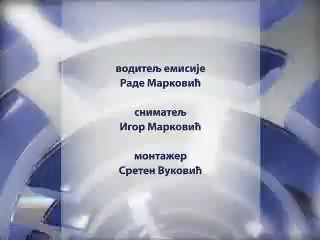 водитељ емисије
Раде Марковић
сниматељ
Игор Марковић
монтажер
Сретен Вуковић